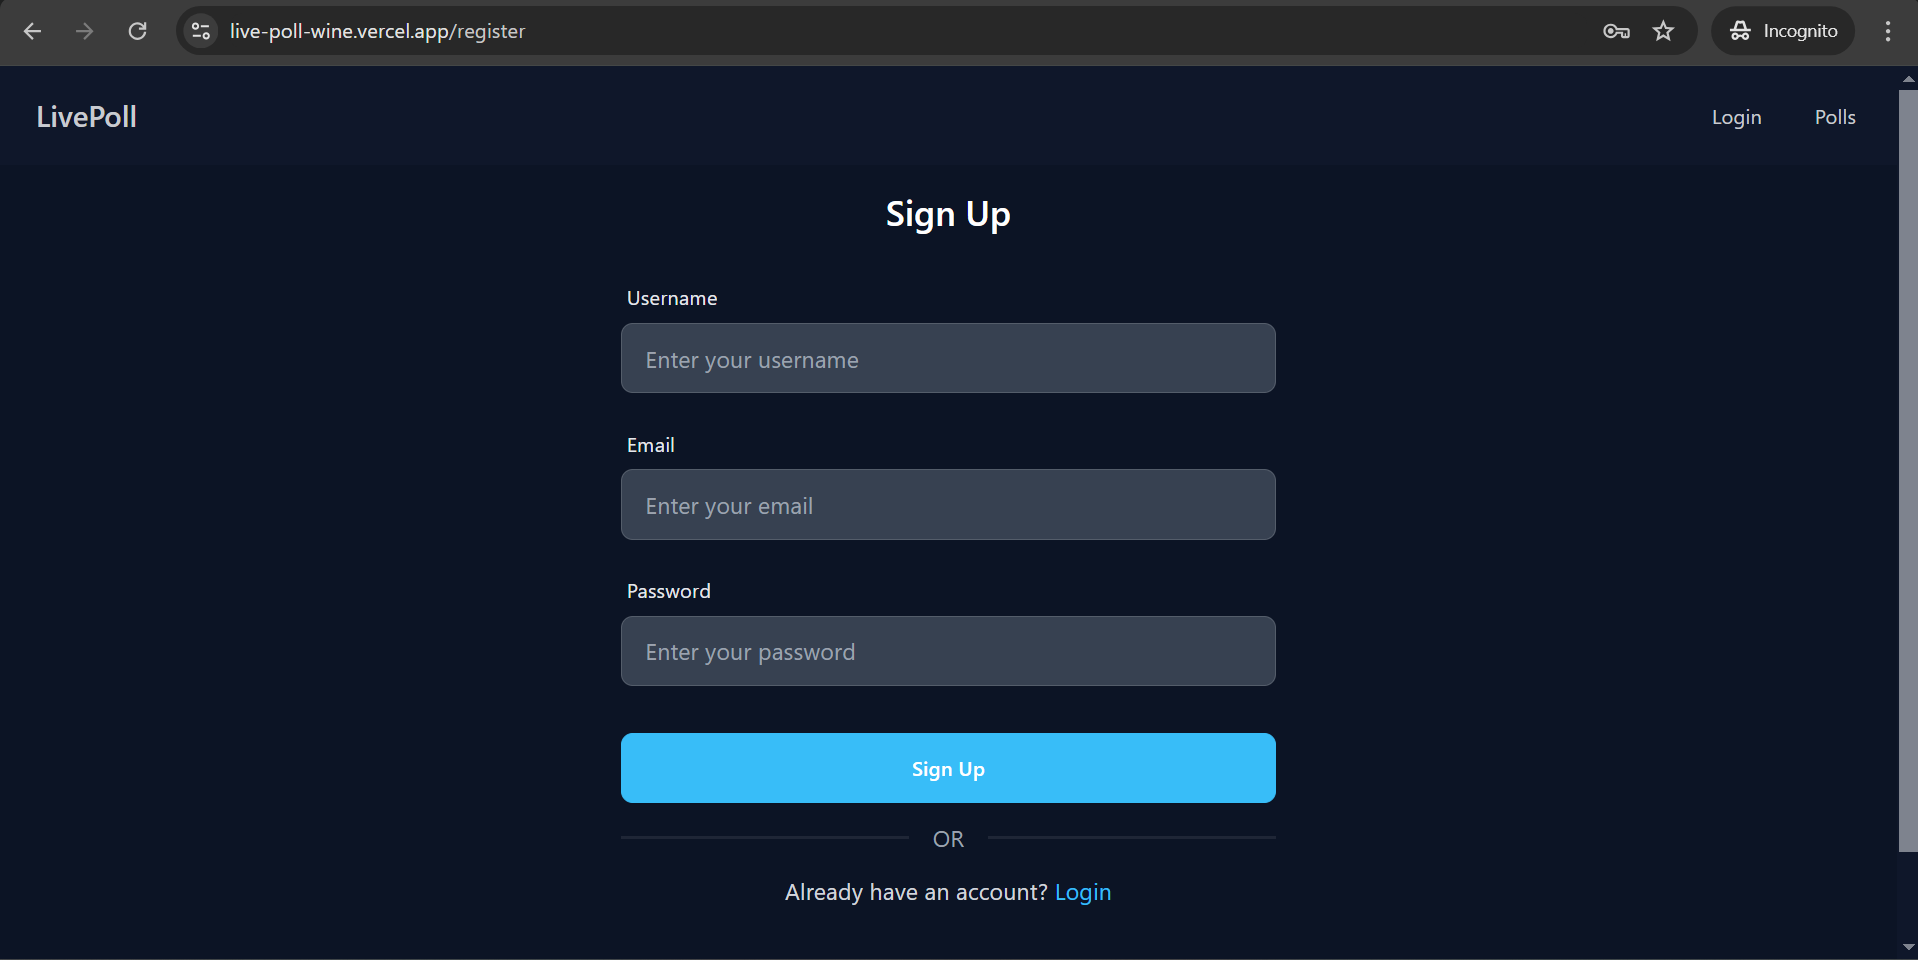 live-poll-wine.vercel.app/register
Incognito
LivePoll
Login
Polls
Sign Up
Username
Enter your username
Email
Enter your email
Password
Enter your password
Sign Up
OR
Already have an account? Login